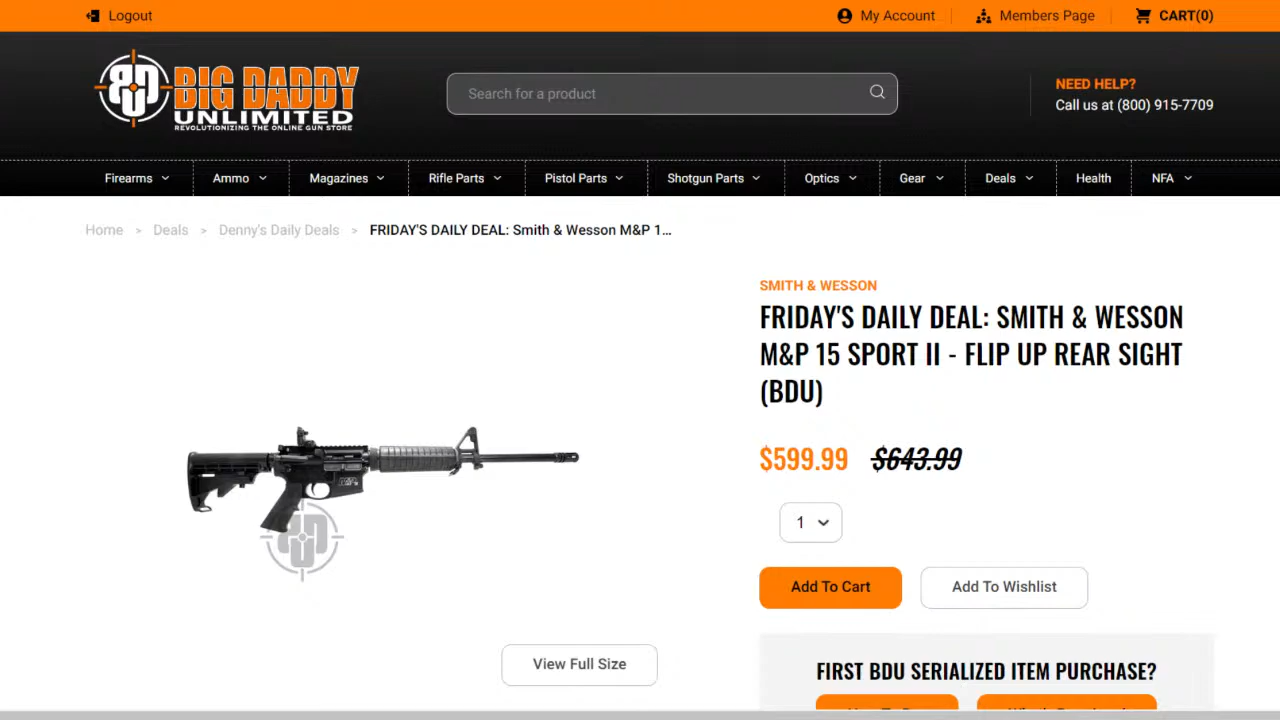 Logout
My Account
Members Page
CART(0)
BIG DADDY
UNLIMITED
REVOLUTIONIZING THE ONLINE GUN STORE
Search for a product
NEED HELP?
Call us at (800) 915-7709
Firearms
Ammo
Magazines
Rifle Parts
Pistol Parts
Shotgun Parts
Optics
Gear
Deals
Health
NFA
Home > Deals > Denny's Daily Deals > FRIDAY'S DAILY DEAL: Smith & Wesson M&P 1...
SMITH & WESSON
FRIDAY'S DAILY DEAL: SMITH & WESSON
M&P 15 SPORT II - FLIP UP REAR SIGHT
(BDU)
$599.99 $643.99
1
Add To Cart
Add To Wishlist
View Full Size
FIRST BDU SERIALIZED ITEM PURCHASE?